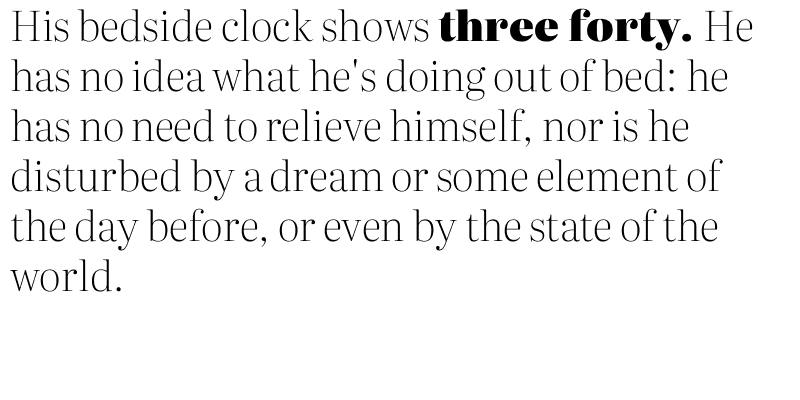 His bedside clock shows three forty. He
has no idea what he's doing out of bed: he
has no need to relieve himself, nor is he
disturbed by a dream or some element of
the day before, or even by the state of the
world.